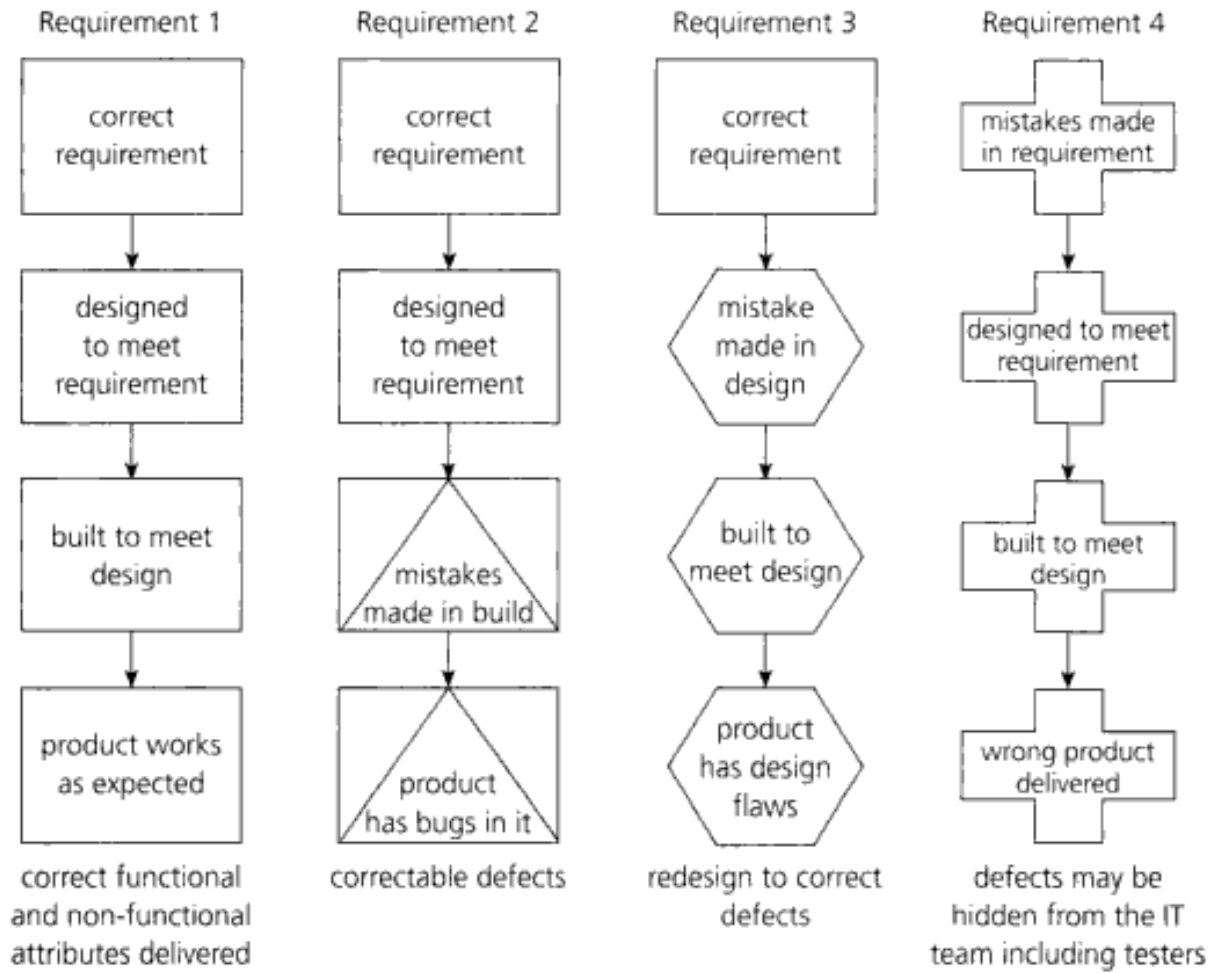 Requirement 1
Requirement 2
Requirement 3
Requirement 4
correct
requirement
correct
requirement
correct
requirement
mistakes made
in requirement
designed
to meet
requirement
designed
to meet
requirement
mistake
made in
design
designed to meet
requirement
built to meet
design
mistakes
made in build
built to
meet design
built to meet
design
product works
as expected
product
has bugs in it
product
has design
flaws
wrong product
delivered
correct functional
and non-functional
attributes delivered
correctable defects
redesign to correct
defects
defects may be
hidden from the IT
team including testers